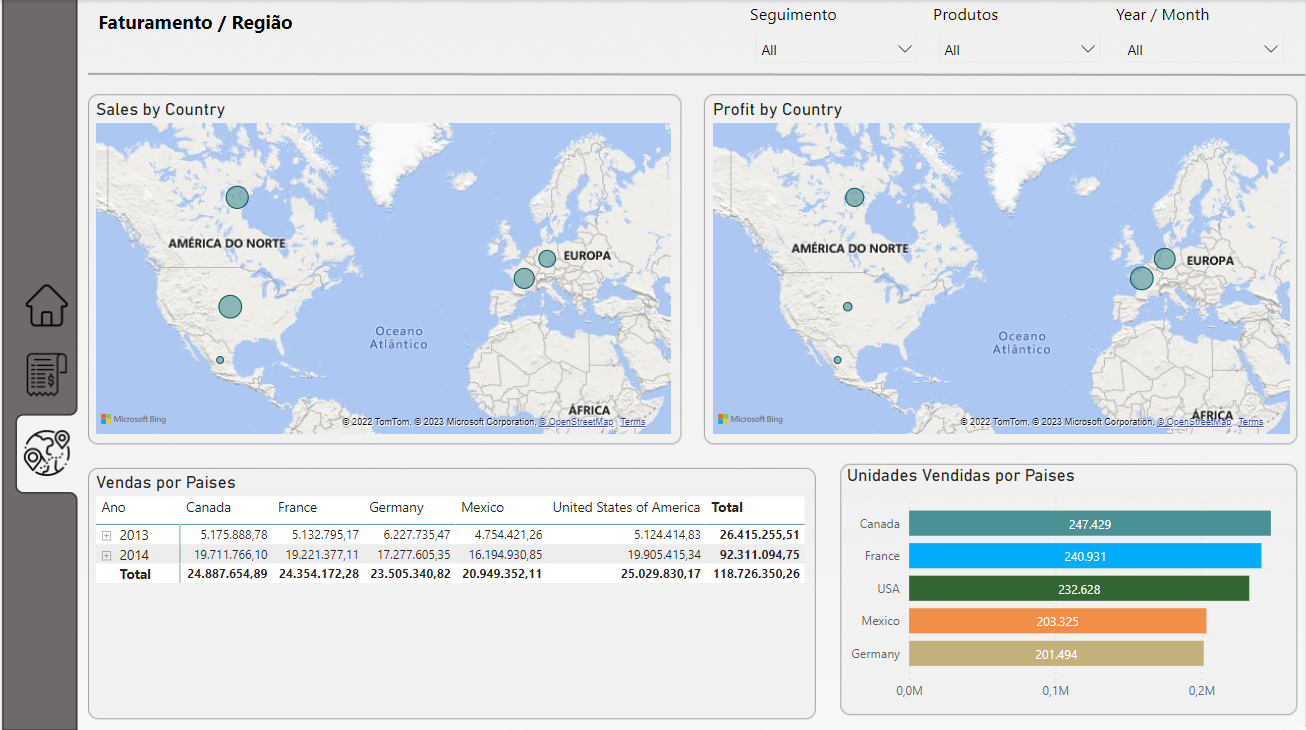 Faturamento / Região
Seguimento Produtos Year / Month
All All All
Sales by Country
AMÉRICA DO NORTE
EUROPA
Oceano
Atlântico
ÁFRICA
Microsoft Bing
© 2022 TomTom, © 2023 Microsoft Corporation, © OpenStreetMap Terms
Profit by Country
AMÉRICA DO NORTE
EUROPA
Oceano
Atlântico
ÁFRICA
Microsoft Bing
© 2022 TomTom, © 2023 Microsoft Corporation, © OpenStreetMap Terms
Vendas por Paises
Ano Canada France Germany Mexico United States of America Total
2013 5.175.888,78 5.132.795,17 6.227.735,47 4.754.421,26 5.124.414,83 26.415.255,51
2014 19.711.766,10 19.221.377,11 17.277.605,35 16.194.930,85 19.905.415,34 92.311.094,75
Total 24.887.654,89 24.354.172,28 23.505.340,82 20.949.352,11 25.029.830,17 118.726.350,26
Unidades Vendidas por Paises
Canada 247.429
France 240.931
USA 232.628
Mexico 203.325
Germany 201.494
0,0M 0,1M 0,2M